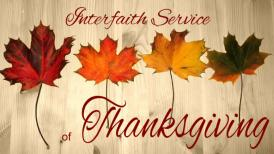 Interfaith Service
of Thanksgiving